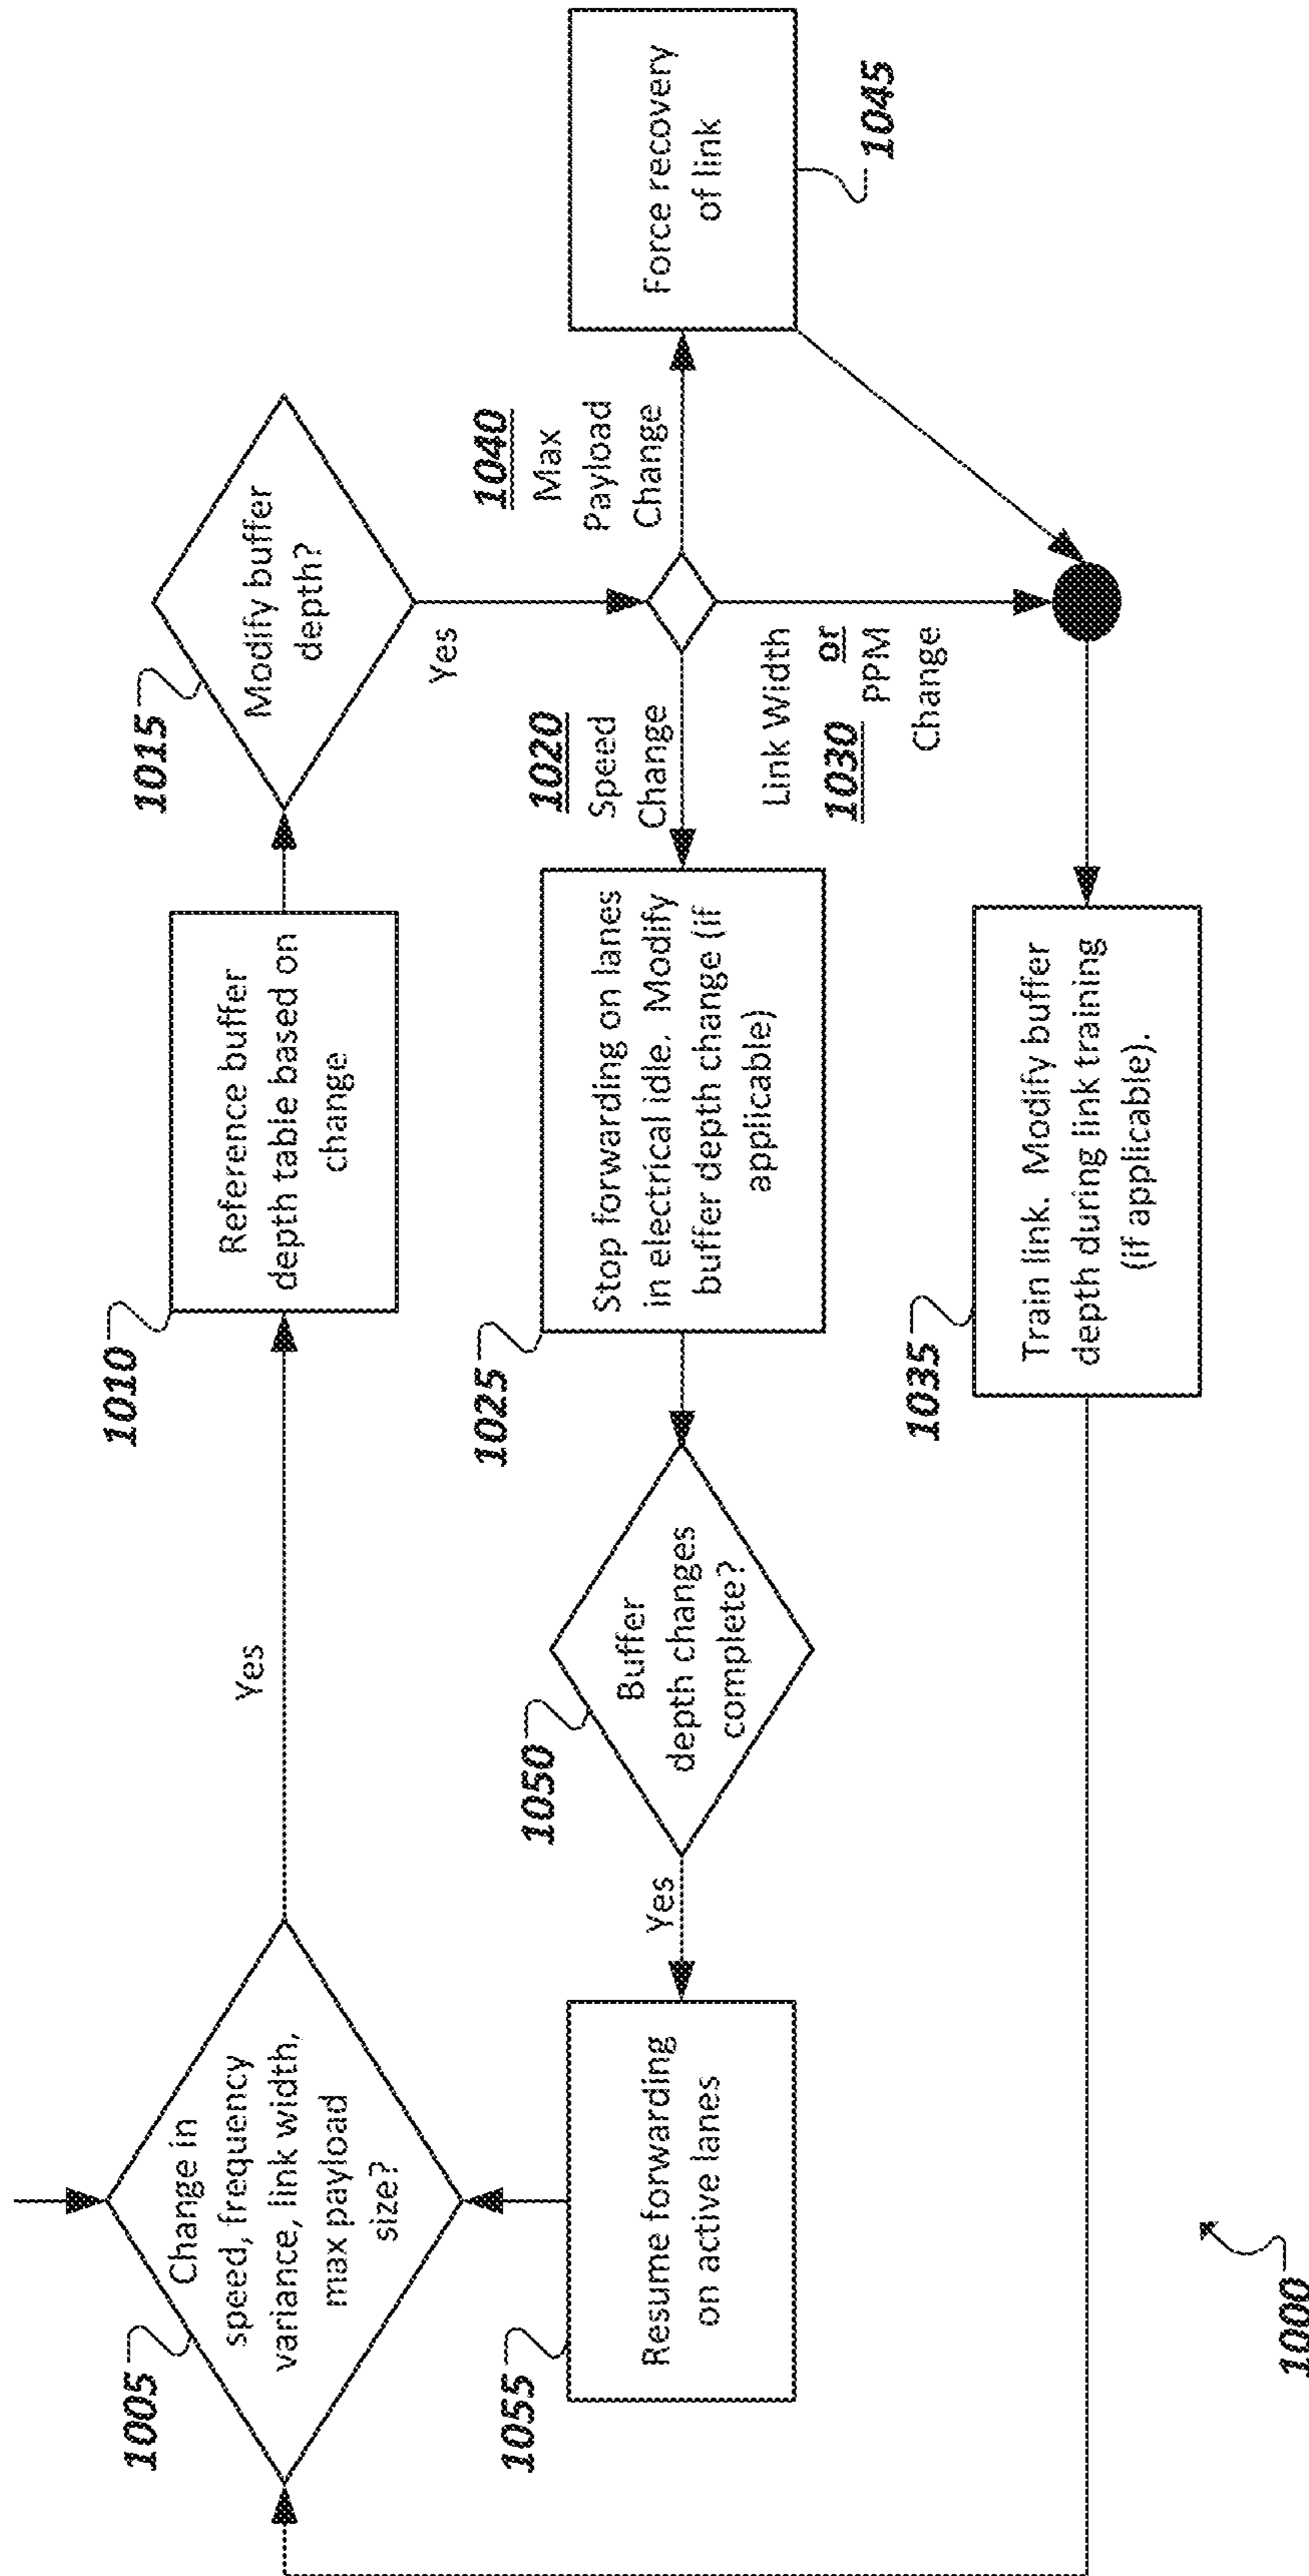 1005
Change in
speed, frequency
variance, link width,
max payload
size?
Yes
1010
Reference buffer
depth table based on
change
1015
Modify buffer
depth?
Yes
1020
Speed
Change
1040
Max
Payload
Change
Force recovery
of link
1045
Link Width
1030 or
PPM
Change
1025
Stop forwarding on lanes
in electrical idle. Modify
buffer depth change (if
applicable)
1050
Buffer
depth changes
complete?
Yes
1055
Resume forwarding
on active lanes
1035
Train link. Modify buffer
depth during link training
(if applicable).
1000